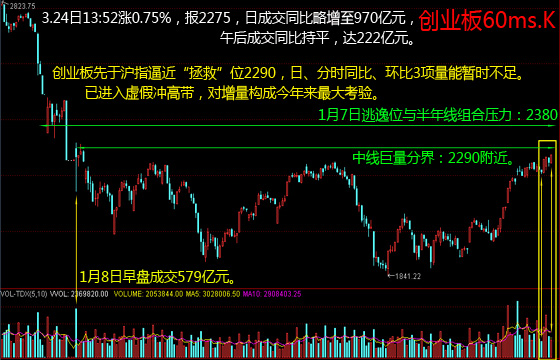 2823.75
3.24日13:52涨0.75%，报2275，日成交同比略增至970亿元，
创业板60ms.K
午后成交同比持平，达222亿元。
创业板先于沪指逼近“拯救”位2290，日、分时同比、环比3项量能暂时不足。
已进入虚假冲高带，对增量构成今年来最大考验。
1月7日逃逸位与半年线组合压力：2380
中线巨量分界：2290附近。
1月8日早盘成交579亿元。
1841.22
VOL-TDX(5,10) VVOL: 2369820.00 VOLUME: 2053844.00 MA5: 3028006.50 MA10: 2908403.25